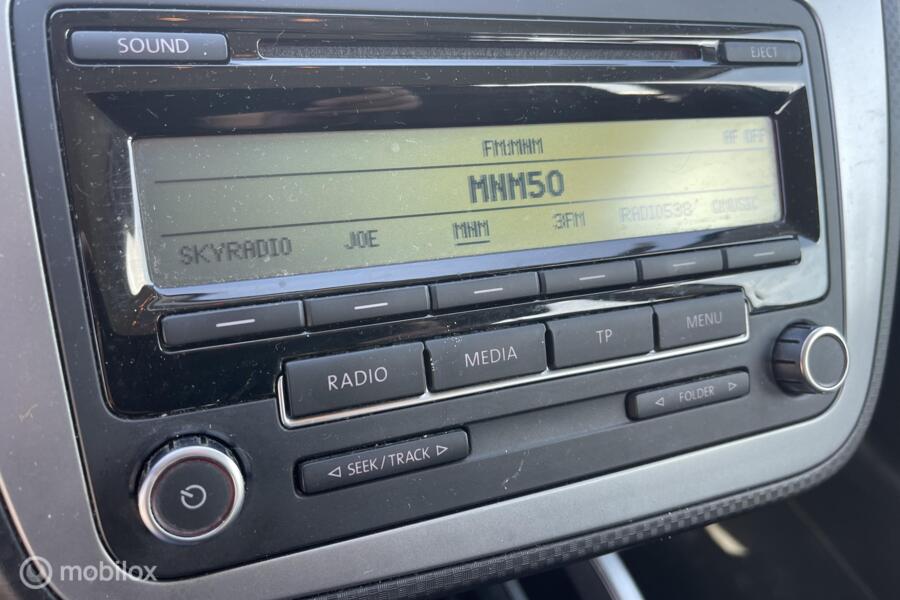 SOUND
EJECT
FM:MNM
AF OFF
MNM50
SKYRADIO JOE MNM 3FM RADIO538' QMUSIC
RADIO MEDIA TP MENU
◁ SEEK/TRACK ▷
◁ FOLDER ▷
mobilox